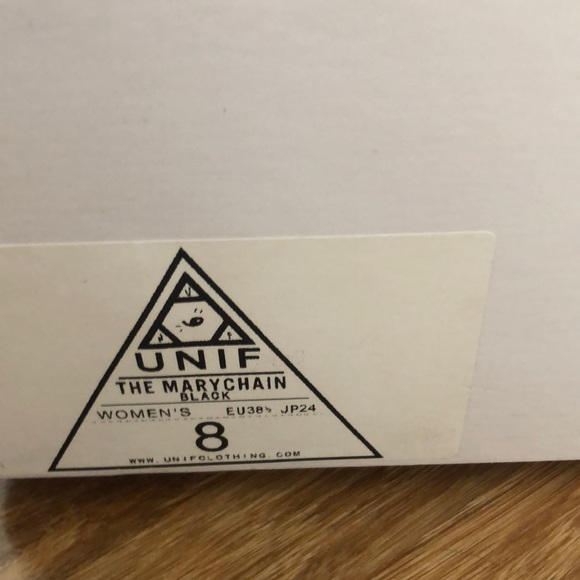 UNIF
THE MARYCHAIN
BLACK
WOMEN'S EU38½ JP24
8
WWW.UNIFCLOTHING.COM